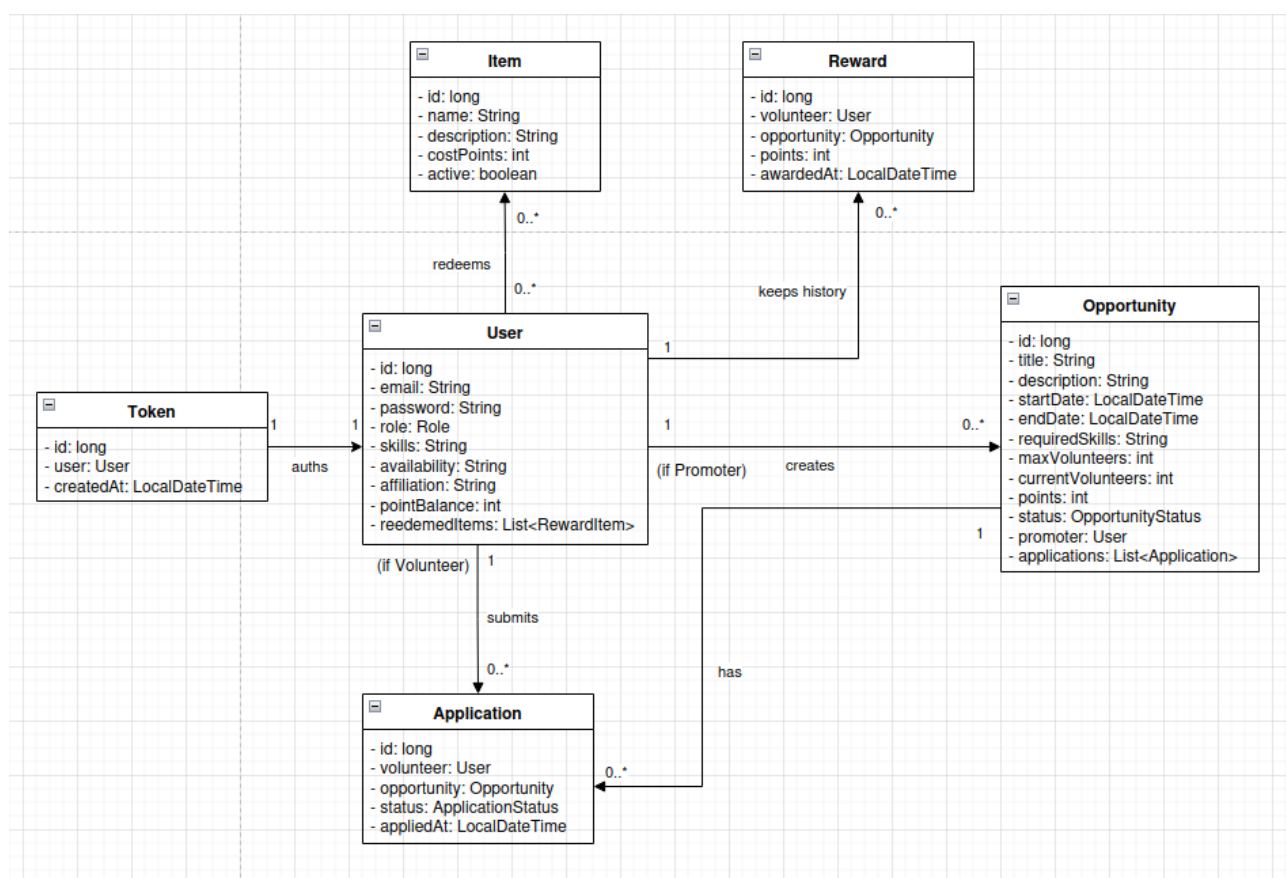 Item
- id: long
- name: String
- description: String
- costPoints: int
- active: boolean
Reward
- id: long
- volunteer: User
- opportunity: Opportunity
- points: int
- awardedAt: LocalDateTime
0..*
0..*
redeems
0..*
keeps history
User
- id: long
- email: String
- password: String
- role: Role
- skills: String
- availability: String
- affiliation: String
- pointBalance: int
- reedemedItems: List<RewardItem>
Opportunity
- id: long
- title: String
- description: String
- startDate: LocalDateTime
- endDate: LocalDateTime
- requiredSkills: String
- maxVolunteers: int
- currentVolunteers: int
- points: int
- status: OpportunityStatus
- promoter: User
- applications: List<Application>
Token
- id: long
- user: User
- createdAt: LocalDateTime
1
1
auths
1
1
0..*
(if Promoter)
creates
1
(if Volunteer)
1
submits
0..*
has
0..*
Application
- id: long
- volunteer: User
- opportunity: Opportunity
- status: ApplicationStatus
- appliedAt: LocalDateTime